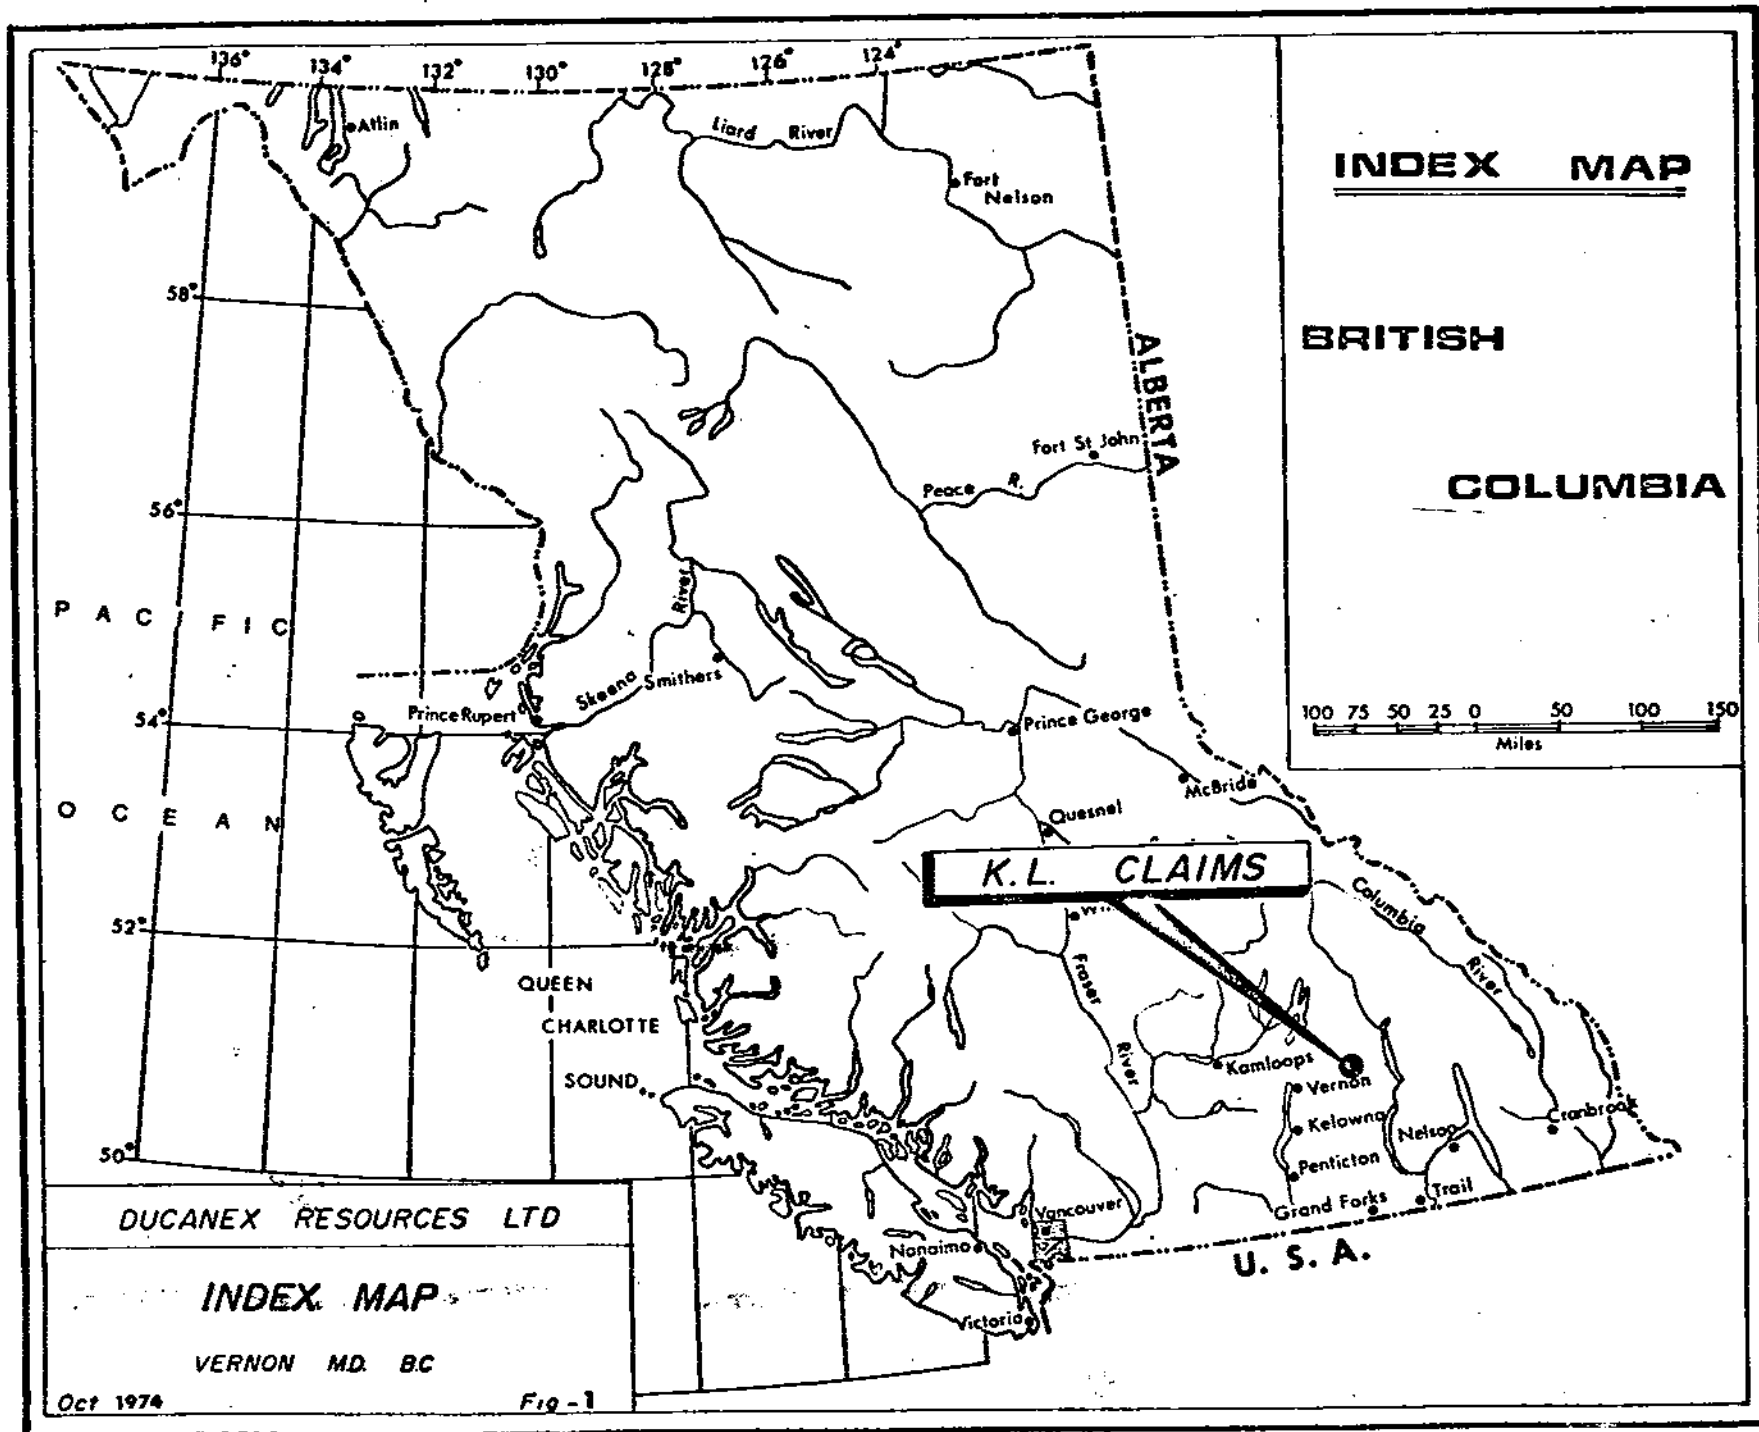 136° 134° 132° 130° 128° 126° 124°
Atlin
Liard River
Fort
Nelson
INDEX MAP
58°
BRITISH
ALBERTA
Fort St John
COLUMBIA
Peace R.
56°
River
PACIFIC
Skeena
Smithers
Prince Rupert
54°
Prince George
100 75 50 25 0 50 100 150
Miles
McBride
Quesnel
OCEAN
K.L. CLAIMS
Columbia
River
52°
QUEEN
CHARLOTTE
SOUND
Fraser
River
Kamloops
Vernon
Kelowna
Nelson
Cranbrook
50°
Penticton
Trail
Grand Forks
Vancouver
Nanaimo
U. S. A.
Victoria
DUCANEX RESOURCES LTD
INDEX MAP
VERNON M.D. B.C
Oct 1974 Fig-1